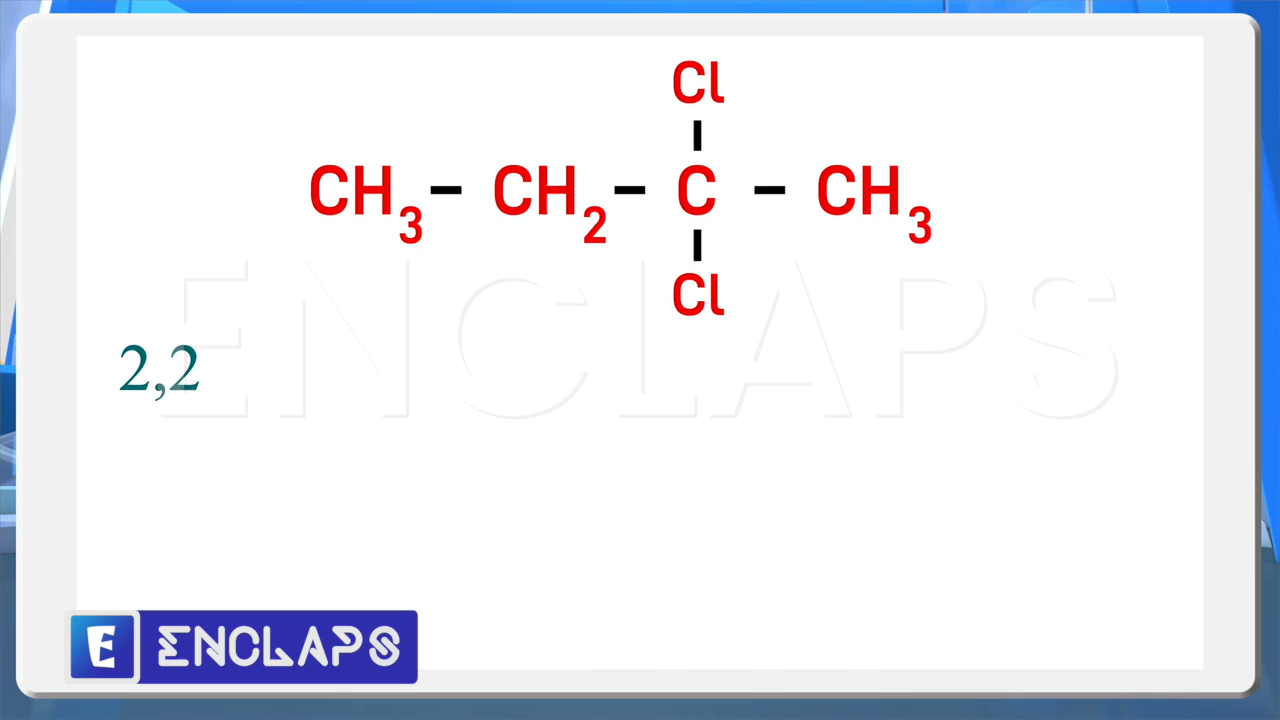 Cl
CH3 - CH2 - C - CH3
Cl
ENCLAPS
2,2
E ENCLAPS